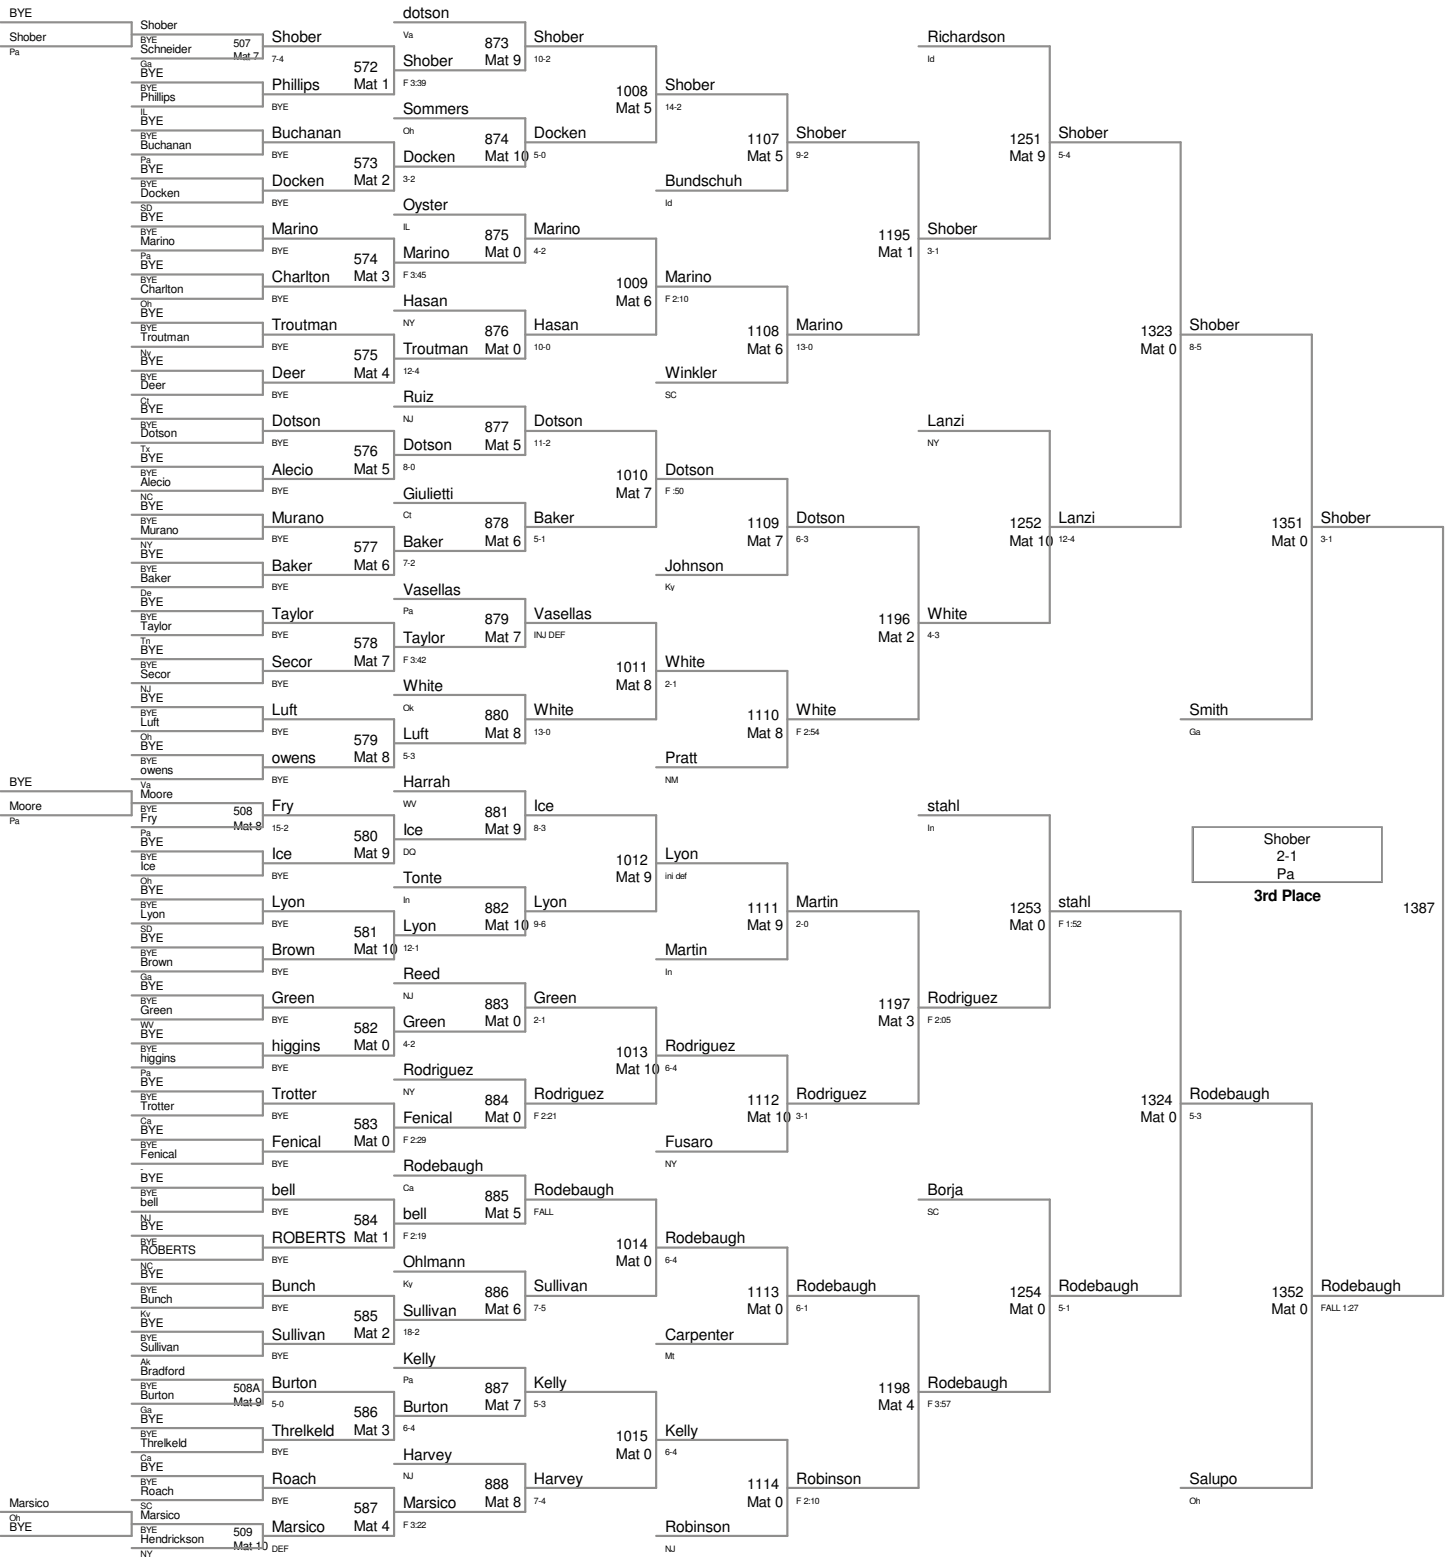 BYE
Shober
Pa
Shober
BYE
Schneider
507
Mat 7
Ga
BYE
BYE
Phillips
IL
BYE
BYE
Buchanan
Pa
BYE
BYE
Docken
SD
BYE
BYE
Marino
Pa
BYE
BYE
Charlton
Oh
BYE
BYE
Troutman
Ny
BYE
BYE
Deer
Ct
BYE
BYE
Dotson
Tx
BYE
BYE
Alecio
NC
BYE
BYE
Murano
NY
BYE
BYE
Baker
De
BYE
BYE
Taylor
Tn
BYE
BYE
Secor
NJ
BYE
BYE
Luft
Oh
BYE
BYE
owens
Va
BYE
Moore
Pa
Moore
BYE
Fry
508
Mat 8
Pa
BYE
BYE
Ice
Oh
BYE
BYE
Lyon
SD
BYE
BYE
Brown
Ga
BYE
BYE
Green
WV
BYE
BYE
higgins
Pa
BYE
BYE
Trotter
Ca
BYE
BYE
Fenical
-
BYE
BYE
bell
NJ
BYE
BYE
ROBERTS
NC
BYE
BYE
Bunch
Ky
BYE
BYE
Sullivan
Ak
Bradford
BYE
Burton
508A
Mat 9
Ga
BYE
BYE
Threlkeld
Ca
BYE
BYE
Roach
SC
Marsico
Oh
BYE
Marsico
BYE
Hendrickson
509
Mat 10
NY
Shober
7-4
572
Mat 1
Phillips
BYE
Buchanan
BYE
573
Mat 2
Docken
BYE
Marino
BYE
574
Mat 3
Charlton
BYE
Troutman
BYE
575
Mat 4
Deer
BYE
Dotson
BYE
576
Mat 5
Alecio
BYE
Murano
BYE
577
Mat 6
Baker
BYE
Taylor
BYE
578
Mat 7
Secor
BYE
Luft
BYE
579
Mat 8
owens
BYE
Fry
15-2
580
Mat 9
Ice
BYE
Lyon
BYE
581
Mat 10
Brown
BYE
Green
BYE
582
Mat 0
higgins
BYE
Trotter
BYE
583
Mat 0
Fenical
BYE
bell
BYE
584
Mat 1
ROBERTS
BYE
Bunch
BYE
585
Mat 2
Sullivan
BYE
Burton
5-0
586
Mat 3
Threlkeld
BYE
Roach
BYE
587
Mat 4
Marsico
DEF
dotson
Va
873
Mat 9
Shober
F 3:39
Sommers
Oh
874
Mat 10
Docken
3-2
Oyster
IL
875
Mat 0
Marino
F 3:45
Hasan
NY
876
Mat 0
Troutman
12-4
Ruiz
NJ
877
Mat 5
Dotson
8-0
Giulietti
Ct
878
Mat 6
Baker
7-2
Vasellas
Pa
879
Mat 7
Taylor
F 3:42
White
Ok
880
Mat 8
Luft
5-3
Harrah
WV
881
Mat 9
Ice
DQ
Tonte
In
882
Mat 10
Lyon
12-1
Reed
NJ
883
Mat 0
Green
4-2
Rodriguez
NY
884
Mat 0
Fenical
F 2:29
Rodebaugh
Ca
885
Mat 5
bell
F 2:19
Ohlmann
Ky
886
Mat 6
Sullivan
18-2
Kelly
Pa
887
Mat 7
Burton
6-4
Harvey
NJ
888
Mat 8
Marsico
F 3:22
Shober
10-2
1008
Mat 5
Docken
5-0
Marino
4-2
1009
Mat 6
Hasan
10-0
Dotson
11-2
1010
Mat 7
Baker
5-1
Vasellas
INJ DEF
1011
Mat 8
White
13-0
Ice
8-3
1012
Mat 9
Lyon
9-6
Green
2-1
1013
Mat 10
Rodriguez
F 2:21
Rodebaugh
FALL
1014
Mat 0
Sullivan
7-5
Kelly
5-3
1015
Mat 0
Harvey
7-4
Shober
14-2
1107
Mat 5
Bundschuh
Id
Marino
F 2:10
1108
Mat 6
Winkler
SC
Dotson
F :50
1109
Mat 7
Johnson
Ky
White
2-1
1110
Mat 8
Pratt
NM
Lyon
inj def
1111
Mat 9
Martin
In
Rodriguez
6-4
1112
Mat 10
Fusaro
NY
Rodebaugh
6-4
1113
Mat 0
Carpenter
Mt
Kelly
6-4
1114
Mat 0
Robinson
NJ
Shober
9-2
1195
Mat 1
Marino
13-0
Dotson
6-3
1196
Mat 2
White
F 2:54
Martin
2-0
1197
Mat 3
Rodriguez
3-1
Rodebaugh
6-1
1198
Mat 4
Robinson
F 2:10
Richardson
Id
1251
Mat 9
Shober
3-1
Lanzi
NY
1252
Mat 10
White
4-3
stahl
In
1253
Mat 0
Rodriguez
F 2:05
Borja
SC
1254
Mat 0
Rodebaugh
F 3:57
Shober
5-4
1323
Mat 0
Lanzi
12-4
stahl
F 1:52
1324
Mat 0
Rodebaugh
5-1
Shober
8-5
1351
Mat 0
Smith
Ga
Rodebaugh
5-3
1352
Mat 0
Salupo
Oh
Shober
3-1
1387
Rodebaugh
FALL 1:27
Shober
2-1
Pa
3rd Place